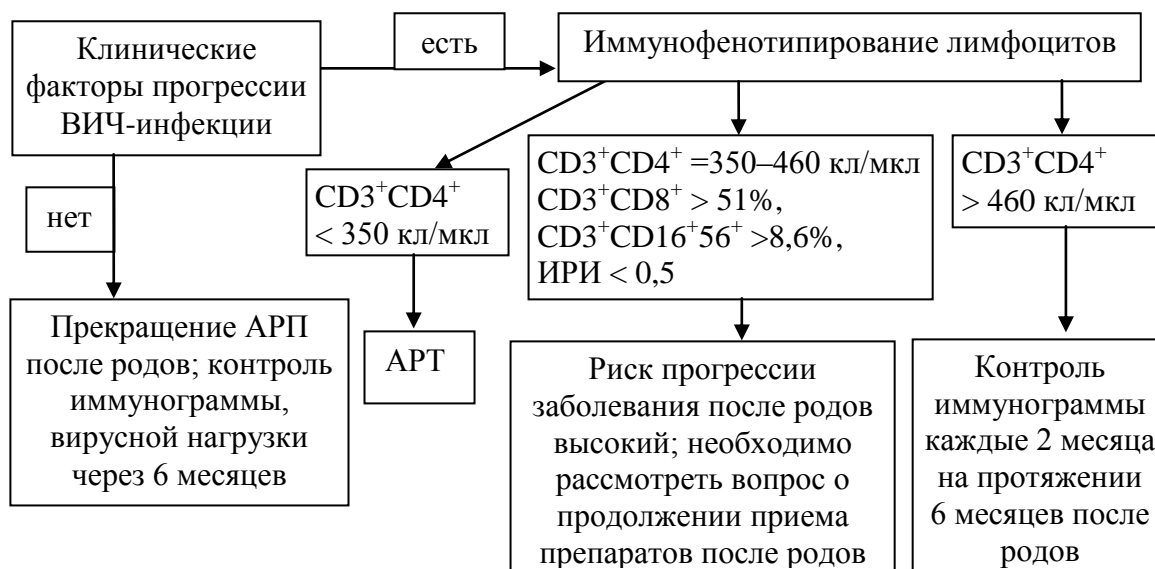 Клинические
факторы прогрессии
ВИЧ-инфекции
есть
Иммунофенотипирование лимфоцитов
нет
CD3⁺CD4⁺
< 350 кл/мкл
CD3⁺CD4⁺ =350–460 кл/мкл
CD3⁺CD8⁺ > 51%,
CD3⁺CD16⁺56⁺ >8,6%,
ИРИ < 0,5
CD3⁺CD4⁺
> 460 кл/мкл
Прекращение АРП
после родов; контроль
иммунограммы,
вирусной нагрузки
через 6 месяцев
АРТ
Риск прогрессии
заболевания после родов
высокий; необходимо
рассмотреть вопрос о
продолжении приема
препаратов после родов
Контроль
иммунограммы
каждые 2 месяца
на протяжении
6 месяцев после
родов